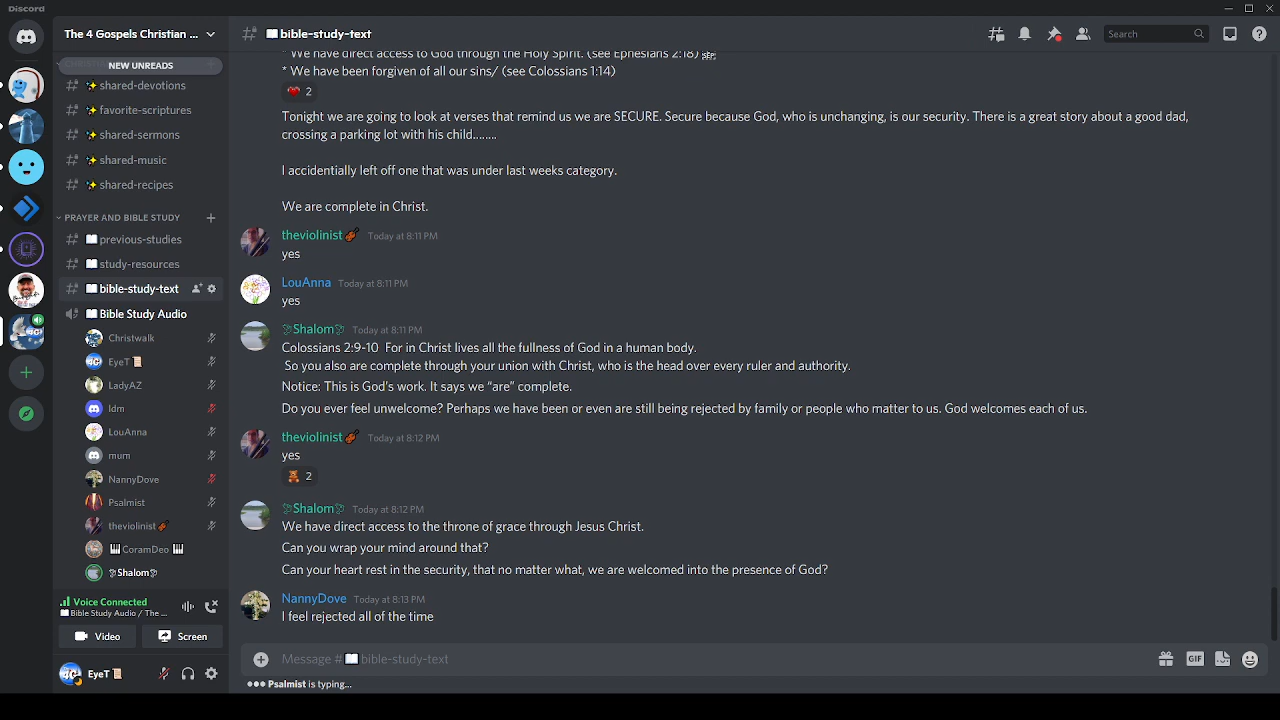 Discord
The 4 Gospels Christian ...
bible-study-text
Search
NEW UNREADS
shared-devotions
favorite-scriptures
shared-sermons
shared-music
shared-recipes
PRAYER AND BIBLE STUDY
previous-studies
study-resources
bible-study-text
Bible Study Audio
Christwalk
EyeT
LadyAZ
ldm
LouAnna
mum
NannyDove
Psalmist
theviolinist
CoramDeo
Shalom
Voice Connected
Bible Study Audio / The ...
Video
Screen
EyeT
* We have direct access to God through the Holy Spirit. (see Ephesians 2:18)
* We have been forgiven of all our sins/ (see Colossians 1:14)
2
Tonight we are going to look at verses that remind us we are SECURE. Secure because God, who is unchanging, is our security. There is a great story about a good dad,
crossing a parking lot with his child........
I accidentially left off one that was under last weeks category.
We are complete in Christ.
theviolinist Today at 8:11 PM
yes
LouAnna Today at 8:11 PM
yes
Shalom Today at 8:11 PM
Colossians 2:9-10 For in Christ lives all the fullness of God in a human body.
So you also are complete through your union with Christ, who is the head over every ruler and authority.
Notice: This is God's work. It says we "are" complete.
Do you ever feel unwelcome? Perhaps we have been or even are still being rejected by family or people who matter to us. God welcomes each of us.
theviolinist Today at 8:12 PM
yes
2
Shalom Today at 8:12 PM
We have direct access to the throne of grace through Jesus Christ.
Can you wrap your mind around that?
Can your heart rest in the security, that no matter what, we are welcomed into the presence of God?
NannyDove Today at 8:13 PM
I feel rejected all of the time
Message # bible-study-text
GIF
Psalmist is typing...